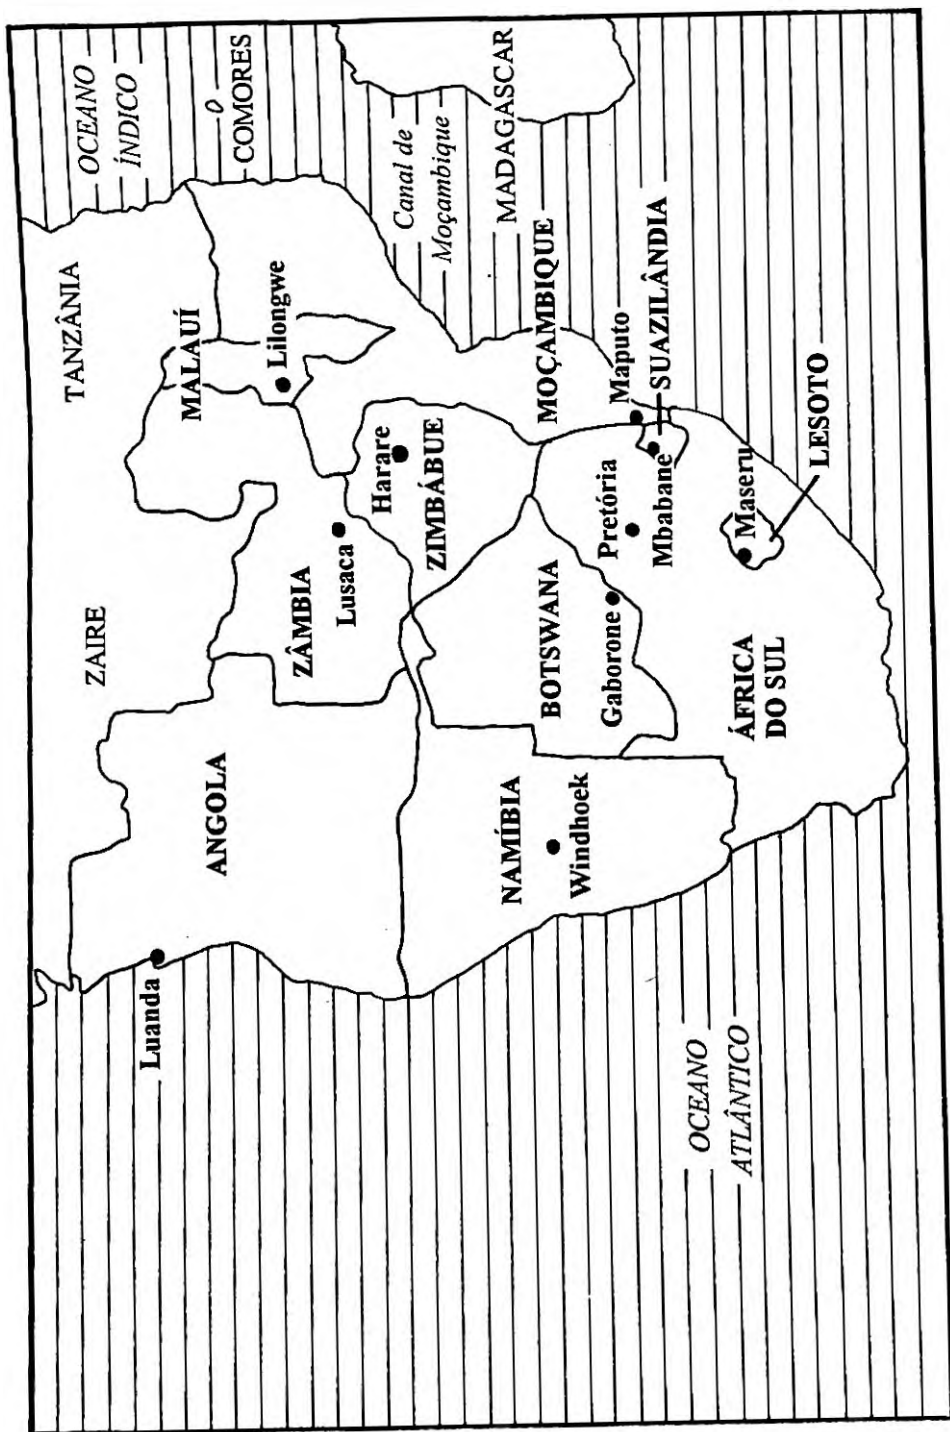 ZAIRE
TANZÂNIA
OCEANO
ÍNDICO
Luanda
ANGOLA
MALAUÍ
Lilongwe
COMORES
ZÂMBIA
Lusaca
Harare
ZIMBÁBUE
Canal de
Moçambique
MADAGASCAR
NAMÍBIA
Windhoek
BOTSWANA
Gaborone
MOÇAMBIQUE
Maputo
SUAZILÂNDIA
Pretória
Mbabane
Maseru
LESOTO
ÁFRICA
DO SUL
OCEANO
ATLÂNTICO